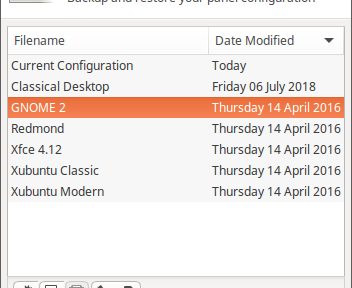 Backup and restore your panel configuration
Filename Date Modified
Current Configuration Today
Classical Desktop Friday 06 July 2018
GNOME 2 Thursday 14 April 2016
Redmond Thursday 14 April 2016
Xfce 4.12 Thursday 14 April 2016
Xubuntu Classic Thursday 14 April 2016
Xubuntu Modern Thursday 14 April 2016